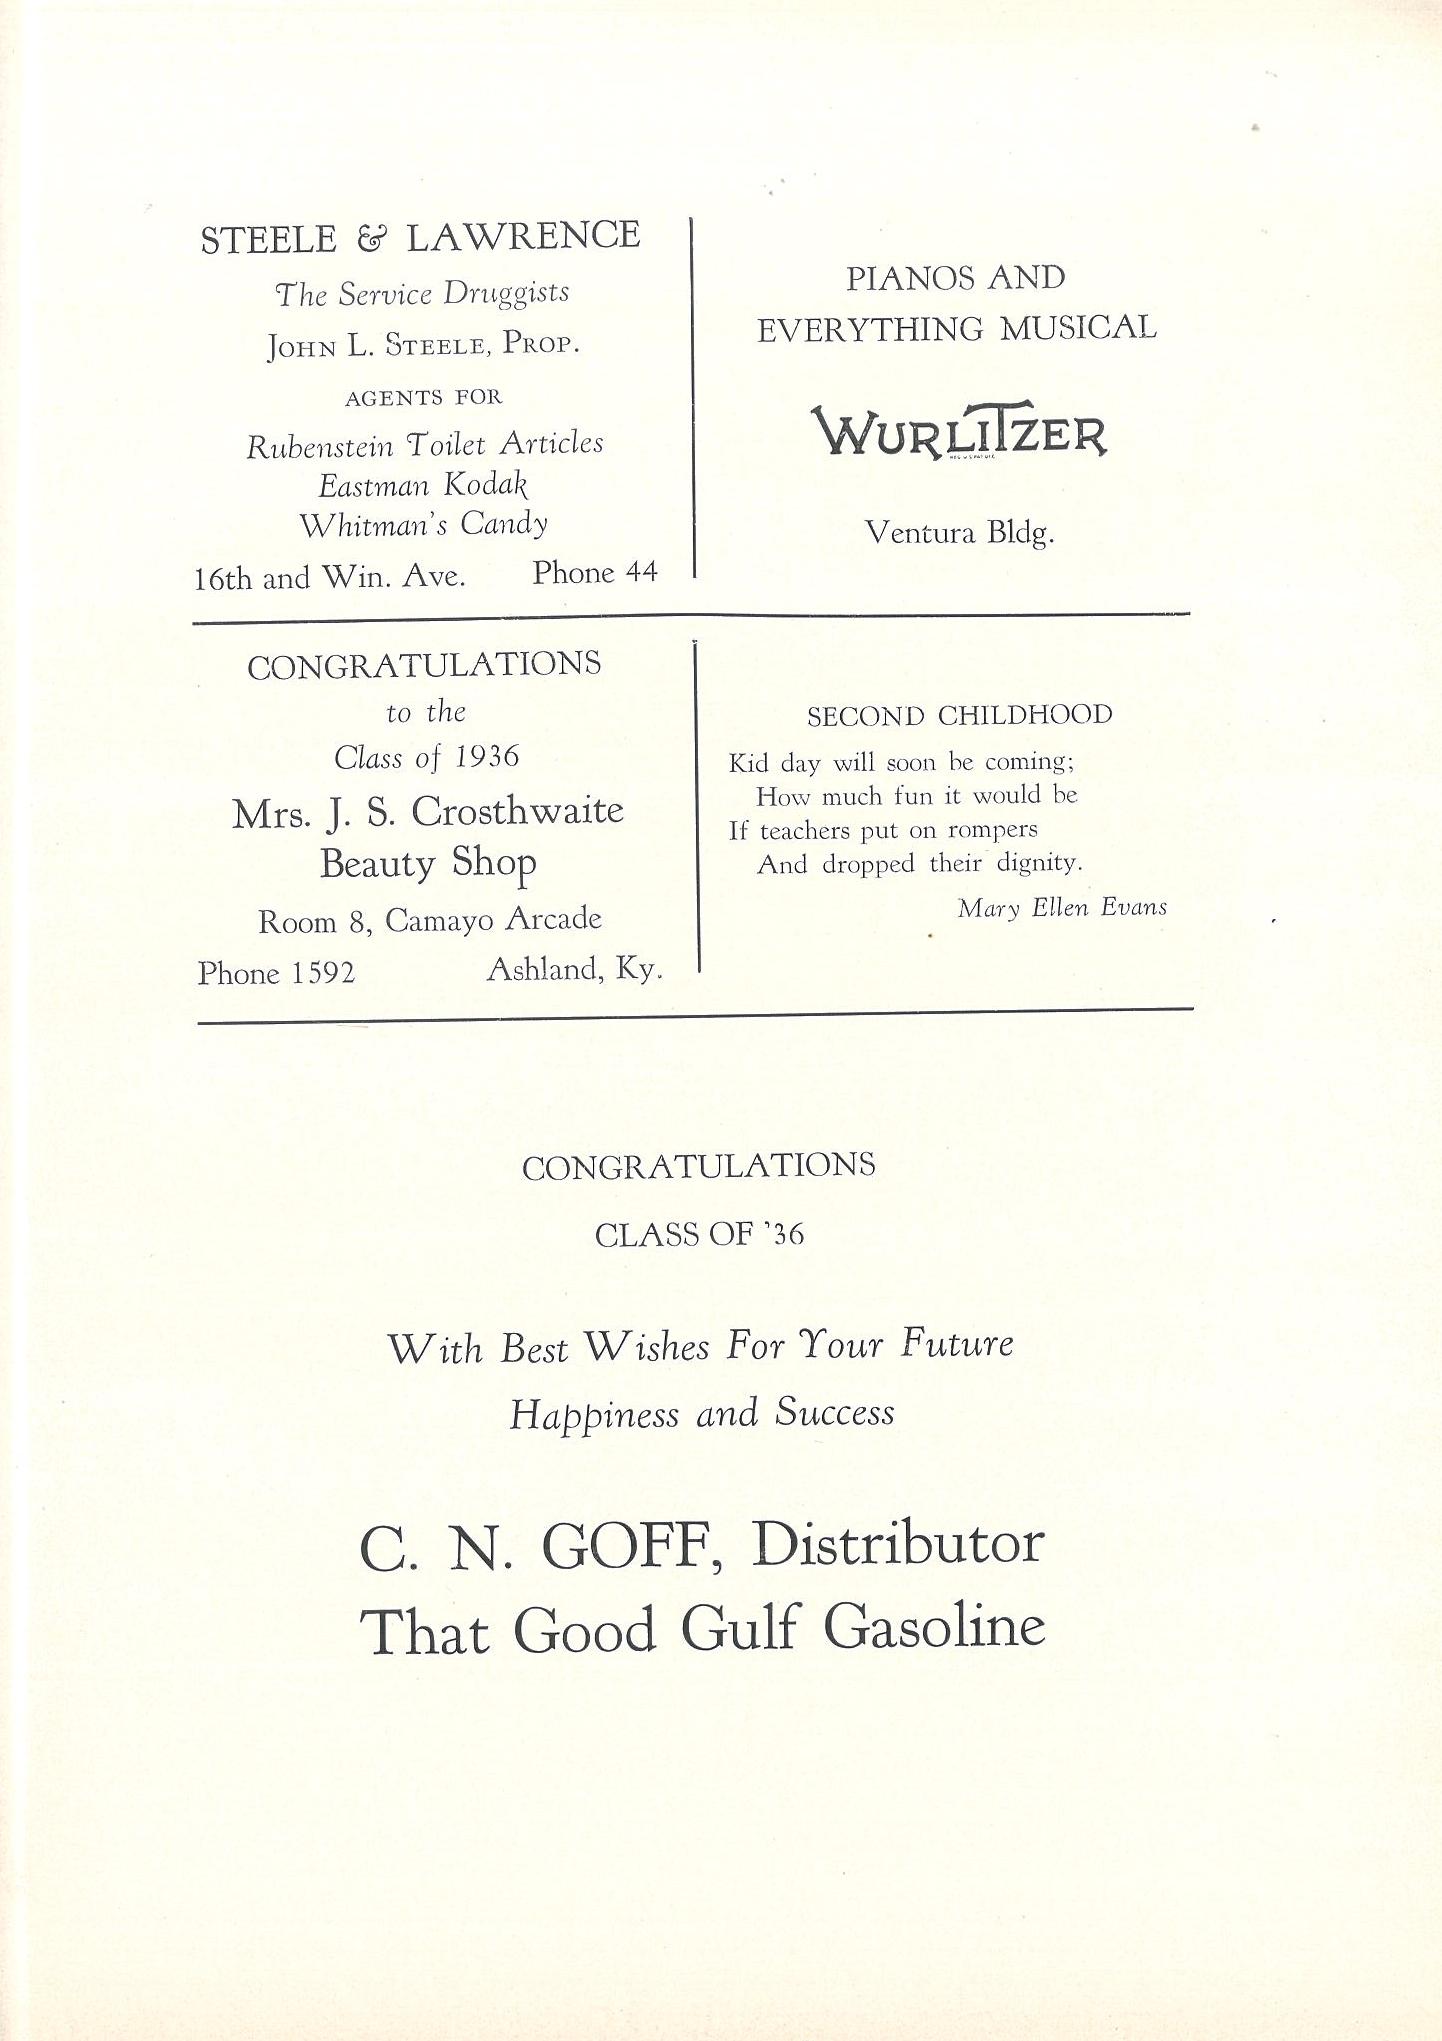 STEELE & LAWRENCE
The Service Druggists
JOHN L. STEELE, PROP.
AGENTS FOR
Rubenstein Toilet Articles
Eastman Kodak
Whitman's Candy
16th and Win. Ave. Phone 44
PIANOS AND
EVERYTHING MUSICAL
WURLITZER
REG. U.S. PAT. OFF.
Ventura Bldg.
CONGRATULATIONS
to the
Class of 1936
Mrs. J. S. Crosthwaite
Beauty Shop
Room 8, Camayo Arcade
Phone 1592 Ashland, Ky.
SECOND CHILDHOOD
Kid day will soon be coming;
How much fun it would be
If teachers put on rompers
And dropped their dignity.
Mary Ellen Evans
CONGRATULATIONS
CLASS OF '36
With Best Wishes For Your Future
Happiness and Success
C. N. GOFF, Distributor
That Good Gulf Gasoline